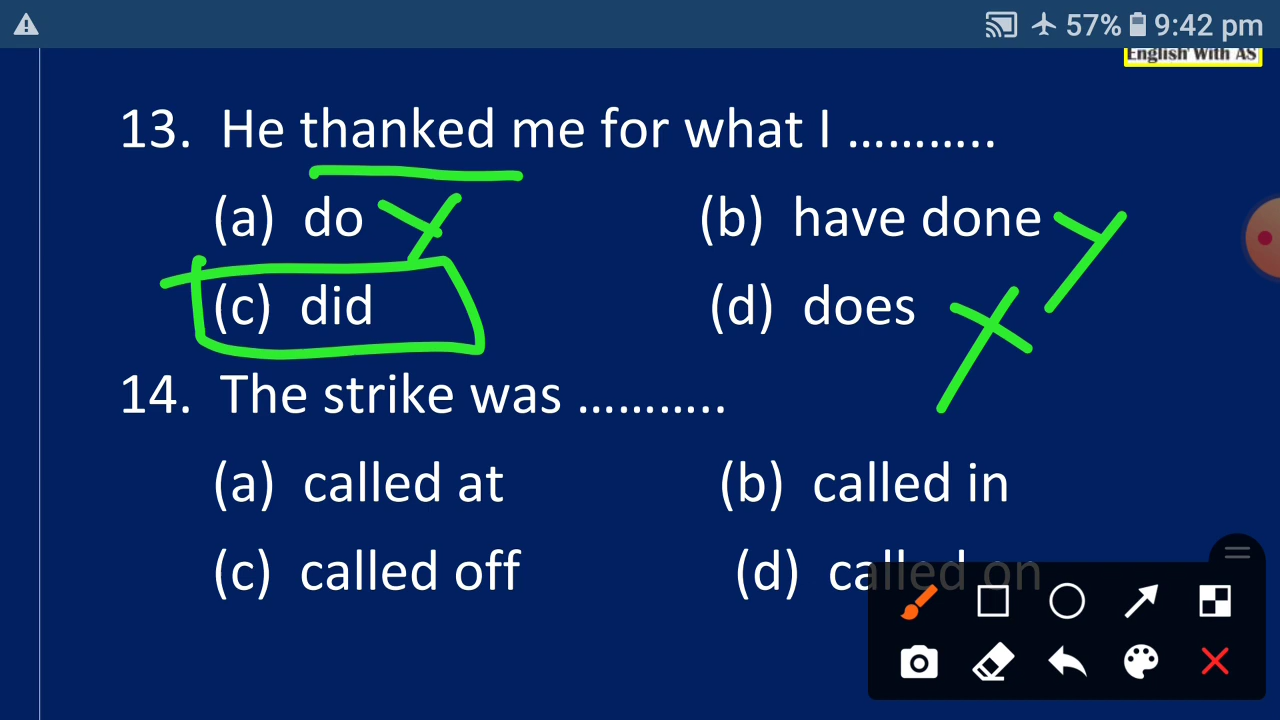 57% 9:42 pm
English With AS
13. He thanked me for what I ………..
(a) do (b) have done
(c) did (d) does
14. The strike was ………..
(a) called at (b) called in
(c) called off (d) called on